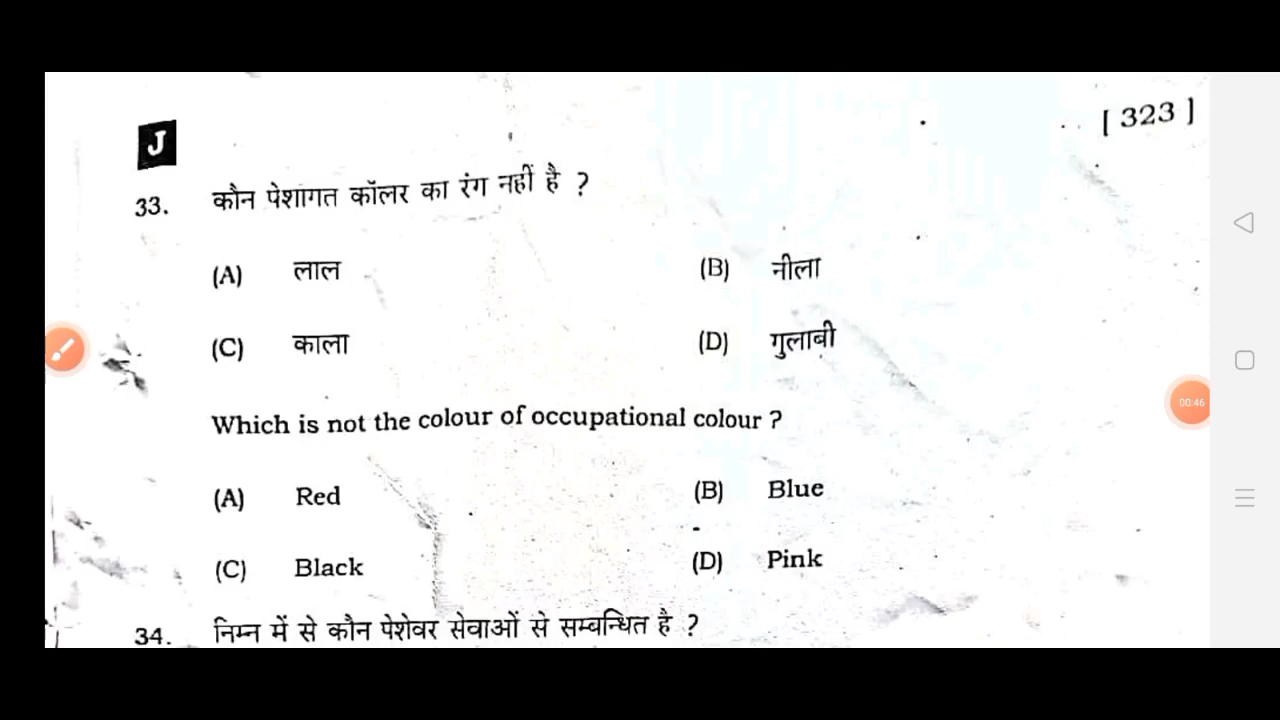 J
[ 323 ]
33. कौन पेशागत कॉलर का रंग नहीं है ?
(A) लाल (B) नीला
(C) काला (D) गुलाबी
00:46
Which is not the colour of occupational colour ?
(A) Red (B) Blue
(C) Black (D) Pink
34. निम्न में से कौन पेशेवर सेवाओं से सम्बन्धित है ?